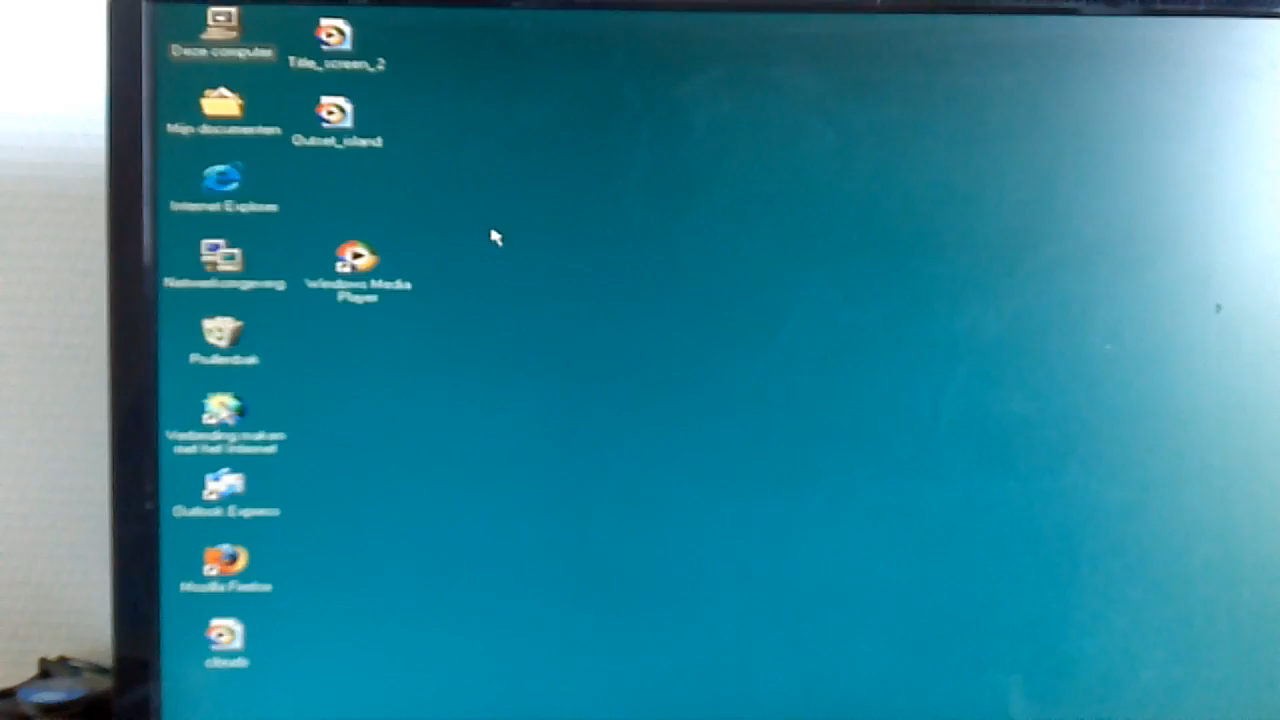 Deze computer
Mijn documenten
Internet Explorer
Netwerkomgeving
Prullenbak
Verbinding maken
met het Internet
Outlook Express
Mozilla Firefox
Title_screen_2
Outset_island
Windows Media
Player